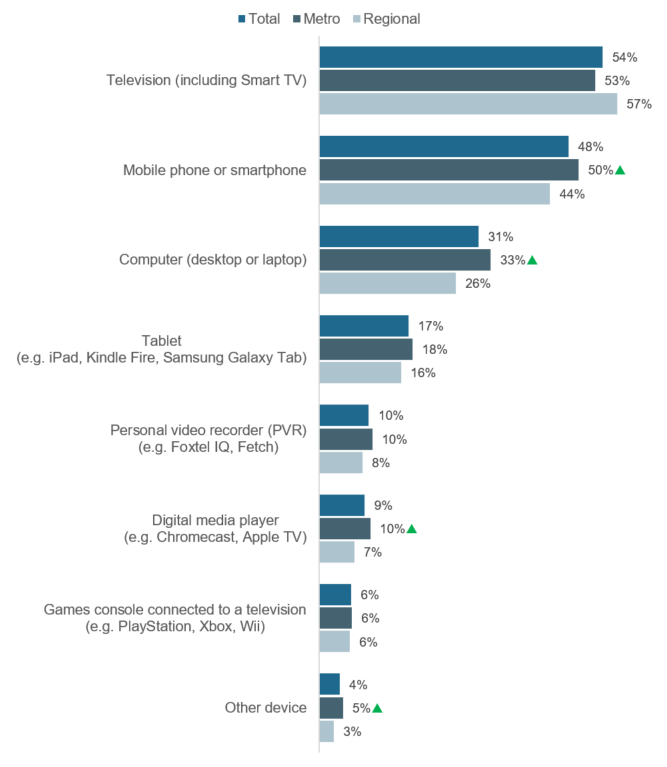 Total Metro Regional
Television (including Smart TV)
54%
53%
57%
Mobile phone or smartphone
48%
50%
44%
Computer (desktop or laptop)
31%
33%
26%
Tablet
(e.g. iPad, Kindle Fire, Samsung Galaxy Tab)
17%
18%
16%
Personal video recorder (PVR)
(e.g. Foxtel IQ, Fetch)
10%
10%
8%
Digital media player
(e.g. Chromecast, Apple TV)
9%
10%
7%
Games console connected to a television
(e.g. PlayStation, Xbox, Wii)
6%
6%
6%
Other device
4%
5%
3%